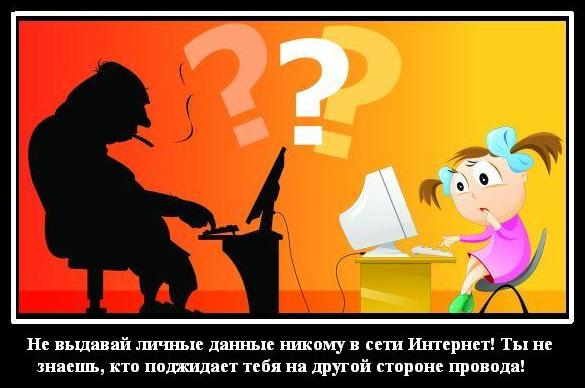 ???
Не выдавай личные данные никому в сети Интернет! Ты не
знаешь, кто поджидает тебя на другой стороне провода!